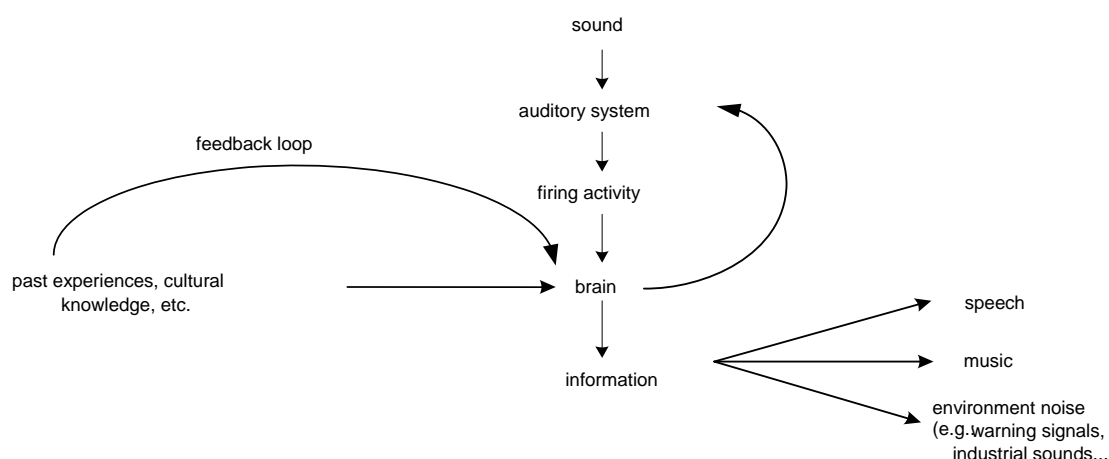 sound
auditory system
feedback loop
firing activity
past experiences, cultural
knowledge, etc.
brain
speech
music
information
environment noise
(e.g.,warning signals,
industrial sounds...